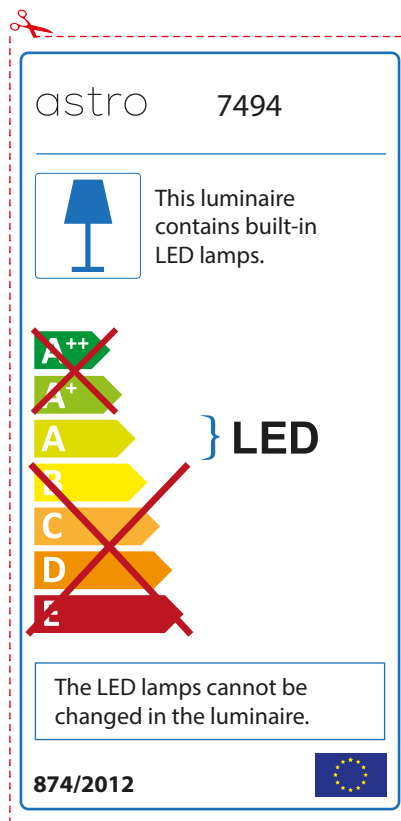 astro 7494
This luminaire
contains built-in
LED lamps.
A++
A+
A
} LED
B
C
D
E
The LED lamps cannot be
changed in the luminaire.
874/2012